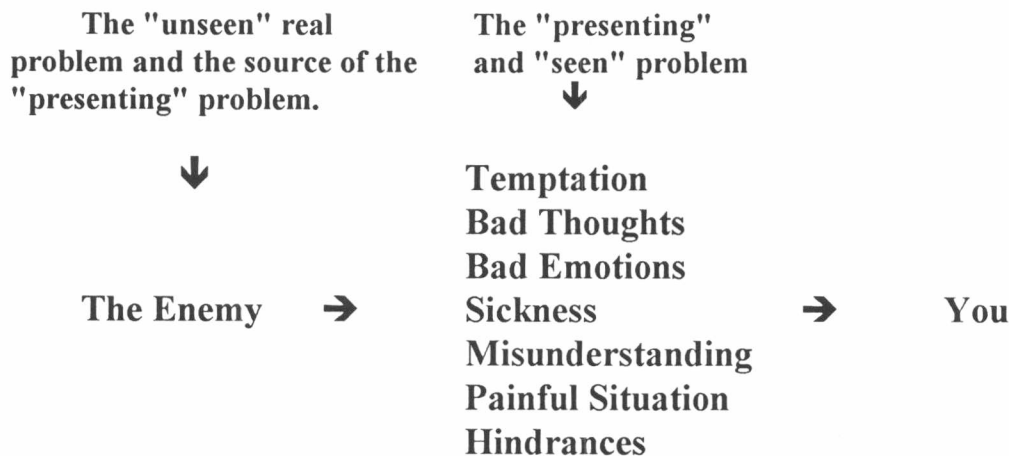 The "unseen" real
problem and the source of the
"presenting" problem.
The "presenting"
and "seen" problem
Temptation
Bad Thoughts
Bad Emotions
The Enemy → Sickness → You
Misunderstanding
Painful Situation
Hindrances